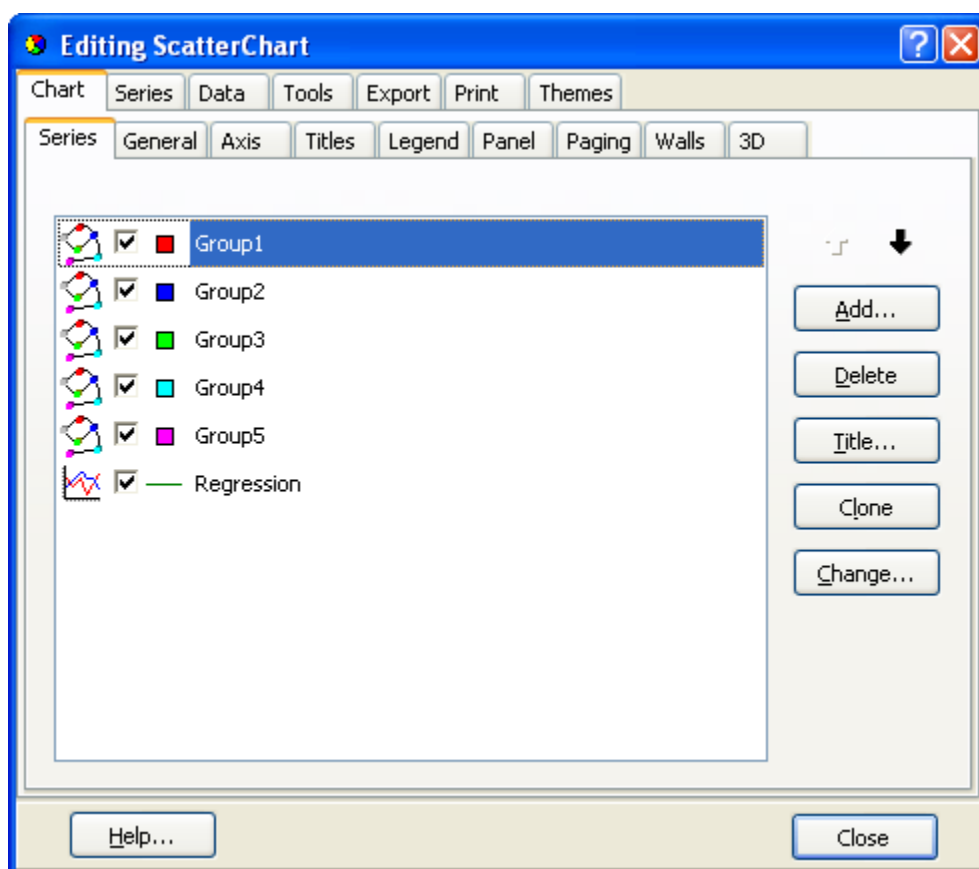 Editing ScatterChart
Chart Series Data Tools Export Print Themes
Series General Axis Titles Legend Panel Paging Walls 3D
Group1
Group2
Add...
Group3
Delete
Group4
Group5
Title...
Regression
Clone
Change...
Help... Close